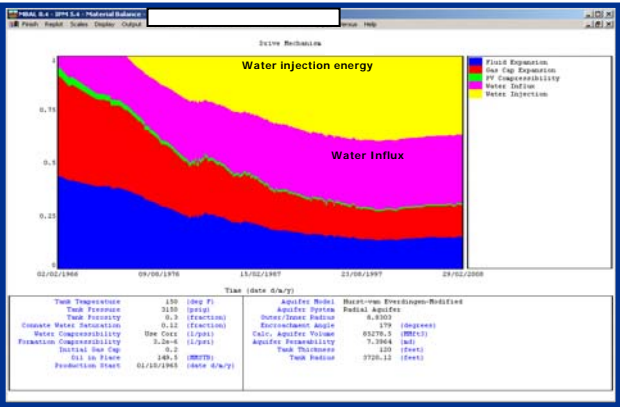 MBAL 8.4 - IPM 5.4 - Material Balance -
Finish Replot Scales Display Output Help
Drive Mechanism
Fluid Expansion
Gas Cap Expansion
PV Compressibility
Water Influx
Water Injection
Water injection energy
Water Influx
1
0.75
0.5
0.25
0
02/02/1966 09/08/1976 15/02/1987 23/08/1997 29/02/2008
Time (date d/m/y)
Tank Temperature 150 (deg F)
Tank Pressure 3150 (psig)
Tank Porosity 0.3 (fraction)
Connate Water Saturation 0.12 (fraction)
Water Compressibility Use Corr (1/psi)
Formation Compressibility 3.2e-6 (1/psi)
Initial Gas Cap 0.2
Oil in Place 149.5 (MMSTB)
Production Start 01/10/1965 (date d/m/y)
Aquifer Model Hurst-van Everdingen-Modified
Aquifer System Radial Aquifer
Outer/Inner Radius 6.8303
Encroachment Angle 179 (degrees)
Calc. Aquifer Volume 85278.5 (MMft3)
Aquifer Permeability 7.3964 (md)
Tank Thickness 120 (feet)
Tank Radius 3720.12 (feet)